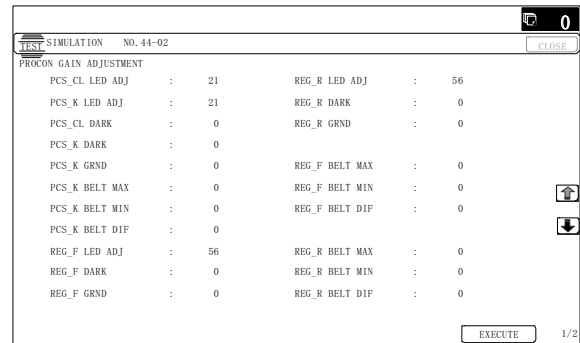 0
TEST SIMULATION NO. 44-02
CLOSE
PROCON GAIN ADJUSTMENT
PCS_CL LED ADJ : 21 REG_R LED ADJ : 56
PCS_K LED ADJ : 21 REG_R DARK : 0
PCS_CL DARK : 0 REG_R GRND : 0
PCS_K DARK : 0
PCS_K GRND : 0 REG_F BELT MAX : 0
PCS_K BELT MAX : 0 REG_F BELT MIN : 0
PCS_K BELT MIN : 0 REG_F BELT DIF : 0
PCS_K BELT DIF : 0
REG_F LED ADJ : 56 REG_R BELT MAX : 0
REG_F DARK : 0 REG_R BELT MIN : 0
REG_F GRND : 0 REG_R BELT DIF : 0
EXECUTE 1/2